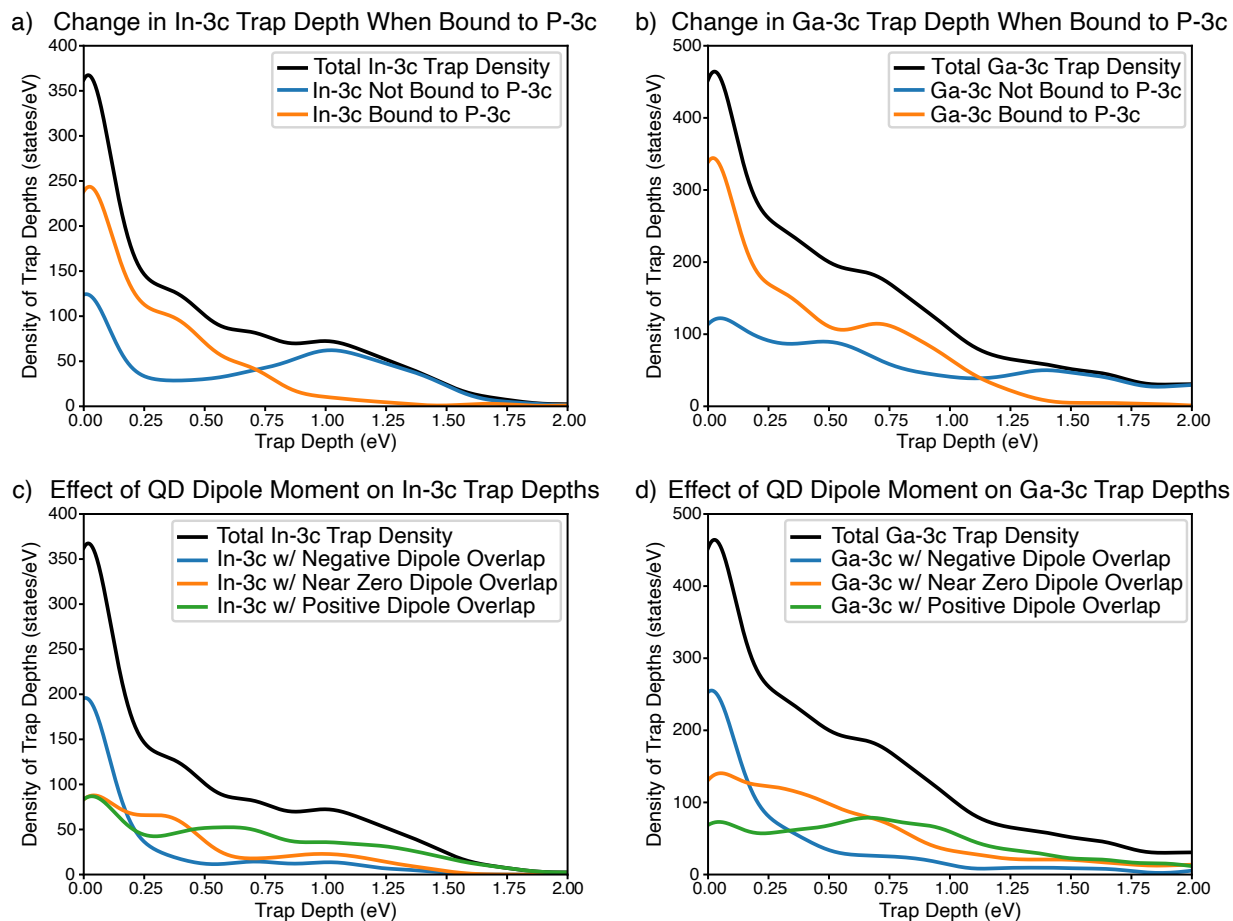 a) Change in In-3c Trap Depth When Bound to P-3c
400
350
300
250
200
150
100
50
0
Density of Trap Depths (states/eV)
Total In-3c Trap Density
In-3c Not Bound to P-3c
In-3c Bound to P-3c
0.00 0.25 0.50 0.75 1.00 1.25 1.50 1.75 2.00
Trap Depth (eV)
b) Change in Ga-3c Trap Depth When Bound to P-3c
500
400
300
200
100
0
Density of Trap Depths (states/eV)
Total Ga-3c Trap Density
Ga-3c Not Bound to P-3c
Ga-3c Bound to P-3c
0.00 0.25 0.50 0.75 1.00 1.25 1.50 1.75 2.00
Trap Depth (eV)
c) Effect of QD Dipole Moment on In-3c Trap Depths
400
350
300
250
200
150
100
50
0
Density of Trap Depths (states/eV)
Total In-3c Trap Density
In-3c w/ Negative Dipole Overlap
In-3c w/ Near Zero Dipole Overlap
In-3c w/ Positive Dipole Overlap
0.00 0.25 0.50 0.75 1.00 1.25 1.50 1.75 2.00
Trap Depth (eV)
d) Effect of QD Dipole Moment on Ga-3c Trap Depths
500
400
300
200
100
0
Density of Trap Depths (states/eV)
Total Ga-3c Trap Density
Ga-3c w/ Negative Dipole Overlap
Ga-3c w/ Near Zero Dipole Overlap
Ga-3c w/ Positive Dipole Overlap
0.00 0.25 0.50 0.75 1.00 1.25 1.50 1.75 2.00
Trap Depth (eV)